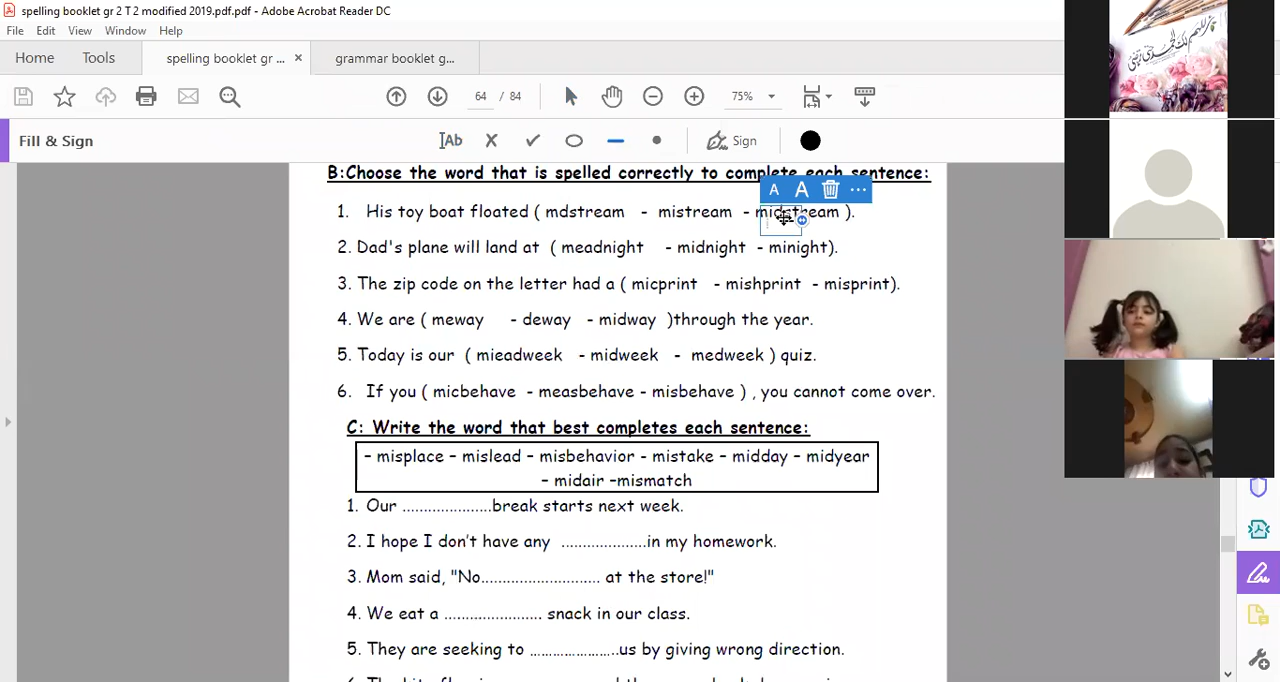 spelling booklet gr 2 T 2 modified 2019.pdf.pdf - Adobe Acrobat Reader DC
File Edit View Window Help
Home Tools spelling booklet gr ... × grammar booklet g...
64 / 84 75%
Fill & Sign Ab Sign
B:Choose the word that is spelled correctly to complete each sentence:
A A ...
1. His toy boat floated ( mdstream - mistream - midstream ).
2. Dad's plane will land at ( meadnight - midnight - minight).
3. The zip code on the letter had a ( micprint - mishprint - misprint).
4. We are ( neway - deway - midway )through the year.
5. Today is our ( mieadweek - midweek - medweek ) quiz.
6. If you ( micbehave - measbehave - misbehave ) , you cannot come over.
C: Write the word that best completes each sentence:
– misplace – mislead – misbehavior - mistake – midday – midyear
– midair –mismatch
1. Our .....................break starts next week.
2. I hope I don't have any ....................in my homework.
3. Mom said, "No........................... at the store!"
4. We eat a ...................... snack in our class.
5. They are seeking to ......................us by giving wrong direction.